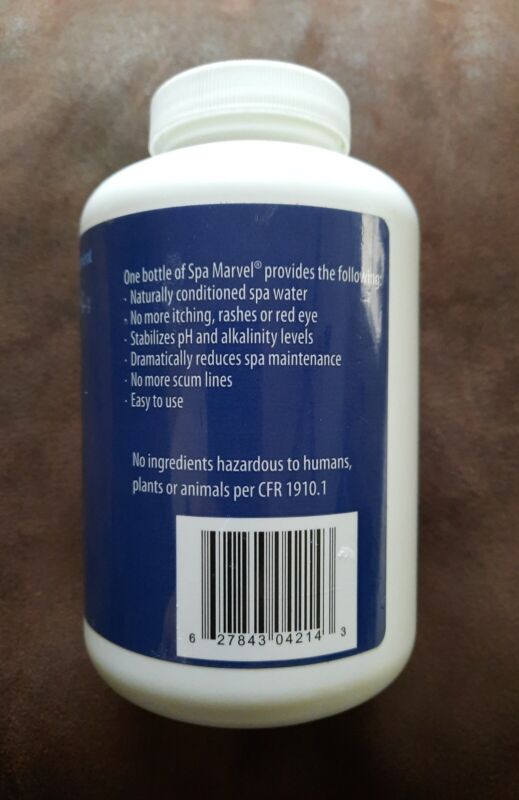 One bottle of Spa Marvel® provides the following:
· Naturally conditioned spa water
· No more itching, rashes or red eye
· Stabilizes pH and alkalinity levels
· Dramatically reduces spa maintenance
· No more scum lines
· Easy to use
No ingredients hazardous to humans,
plants or animals per CFR 1910.1
6 27843 04214 3